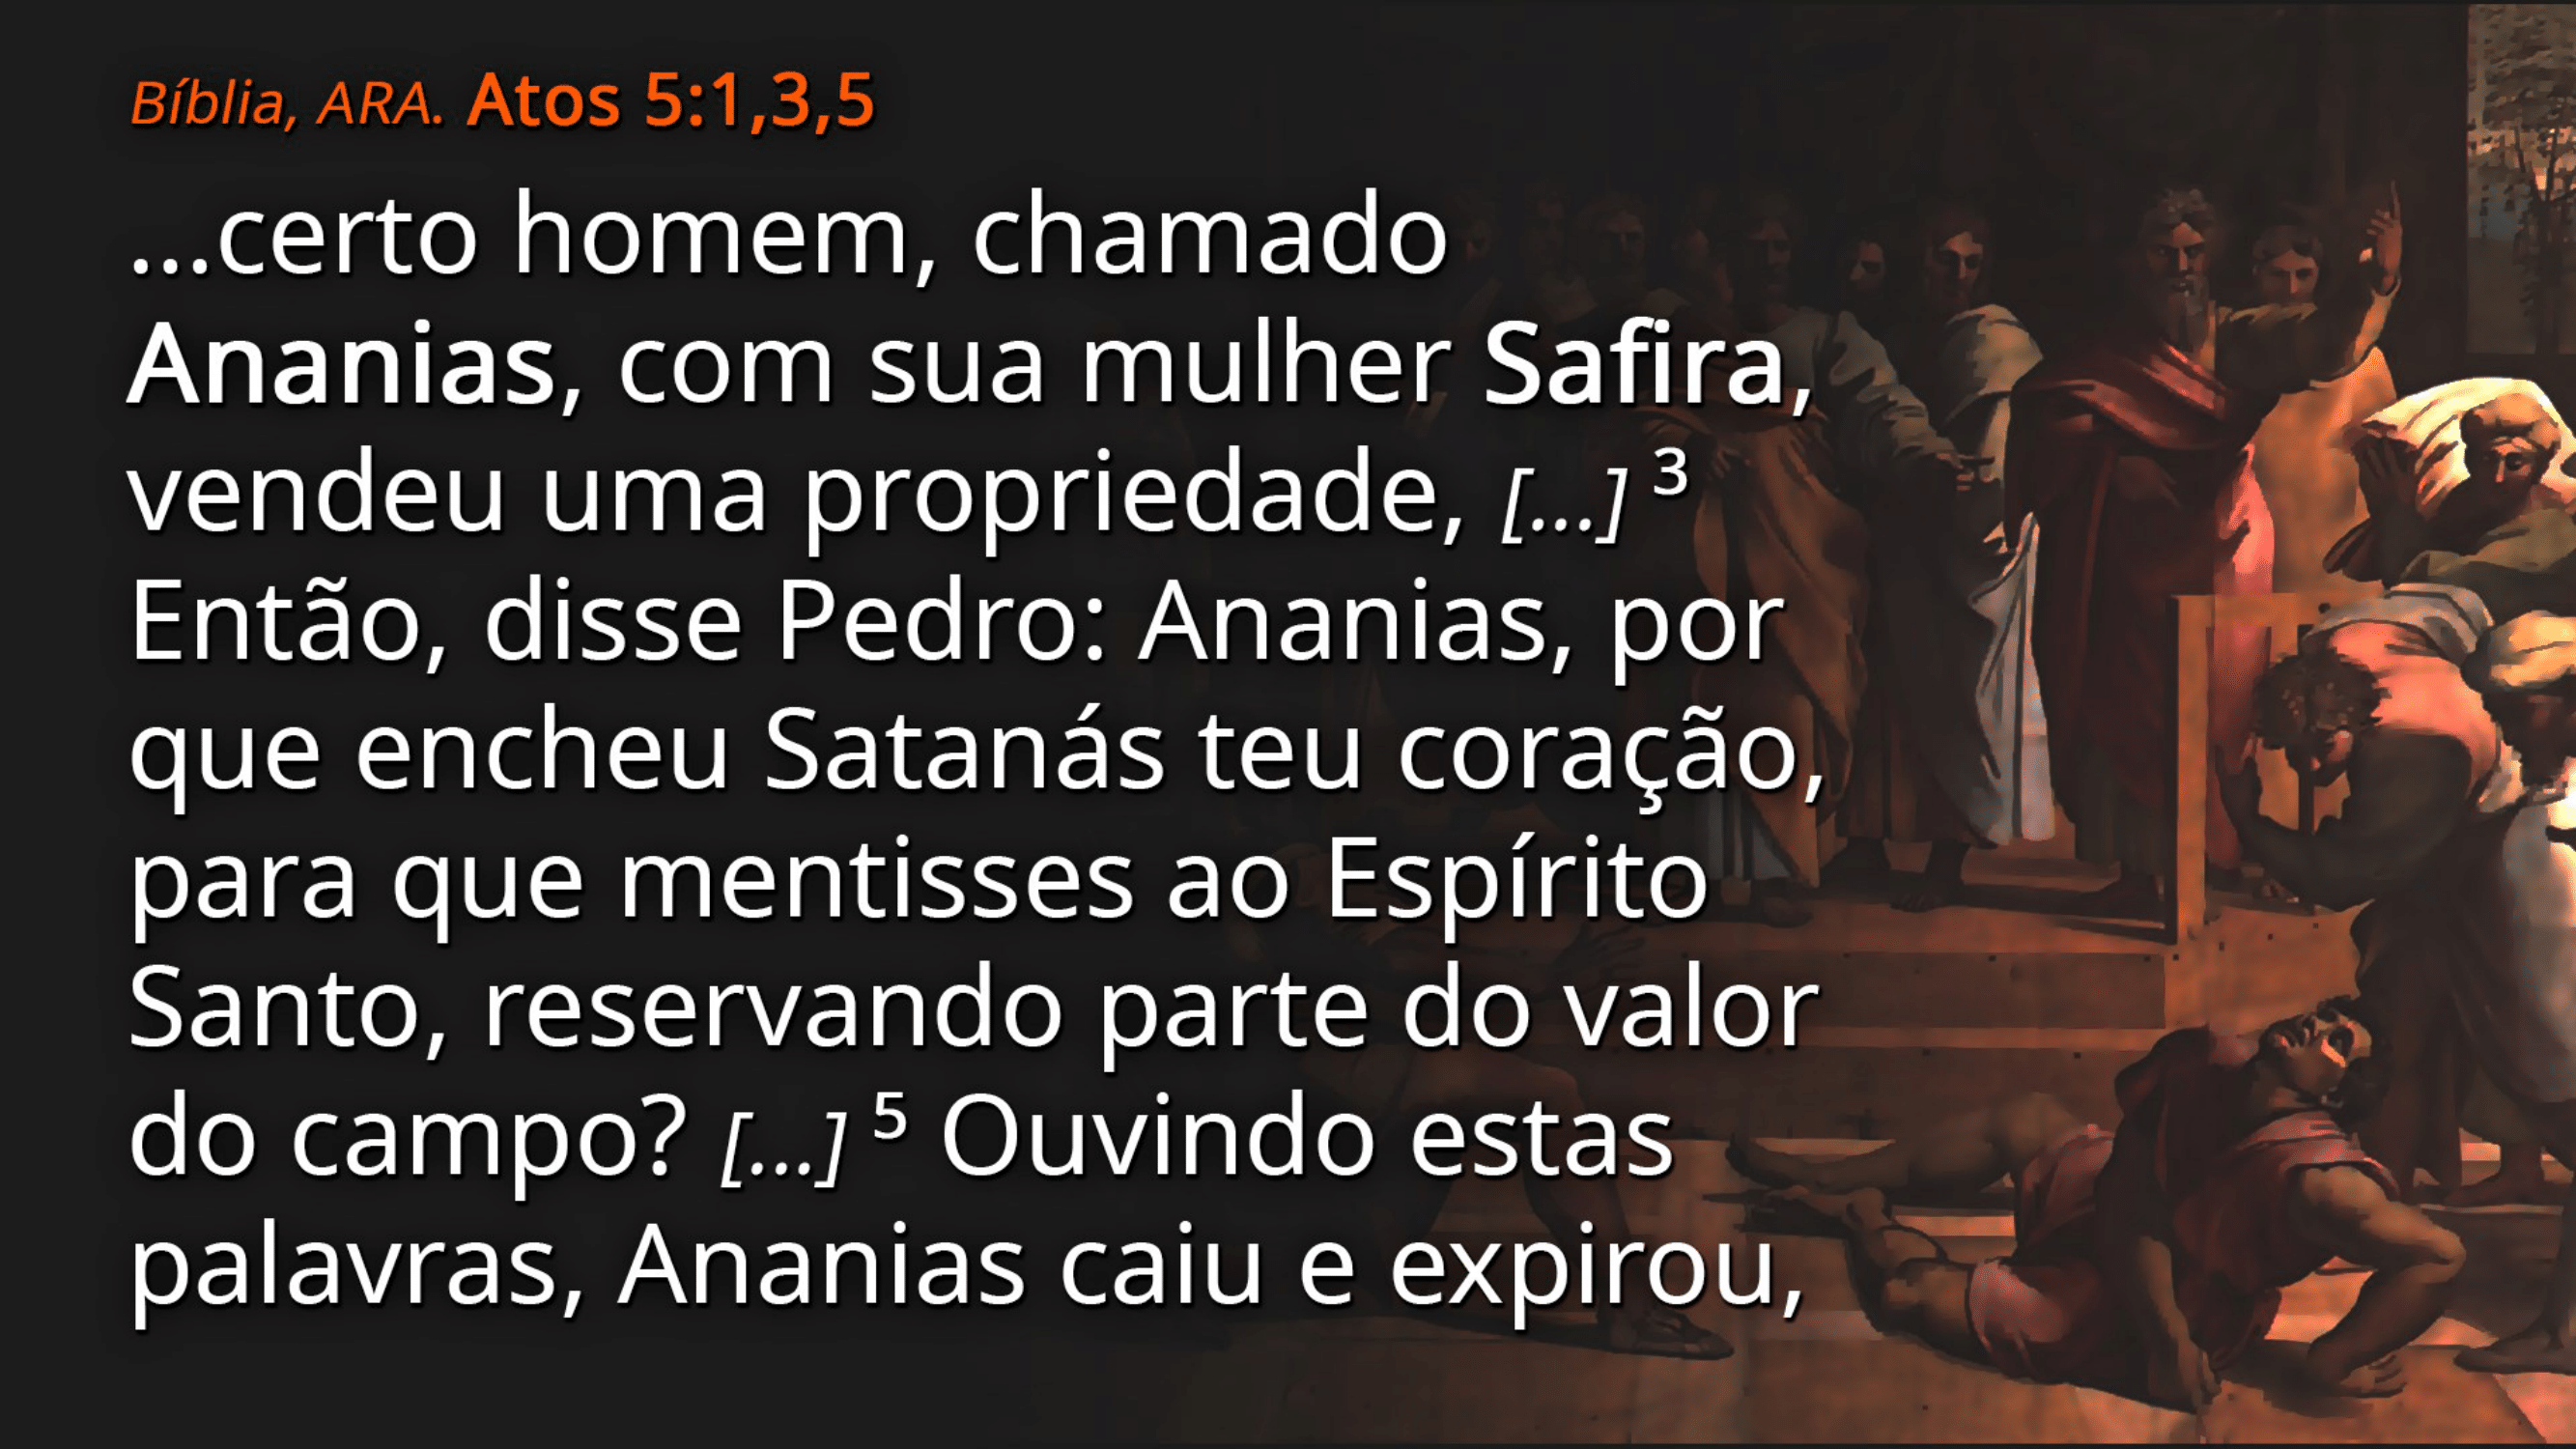 Bíblia, ARA. Atos 5:1,3,5
...certo homem, chamado
Ananias, com sua mulher Safira,
vendeu uma propriedade, [...] ³
Então, disse Pedro: Ananias, por
que encheu Satanás teu coração,
para que mentisses ao Espírito
Santo, reservando parte do valor
do campo? [...] ⁵ Ouvindo estas
palavras, Ananias caiu e expirou,